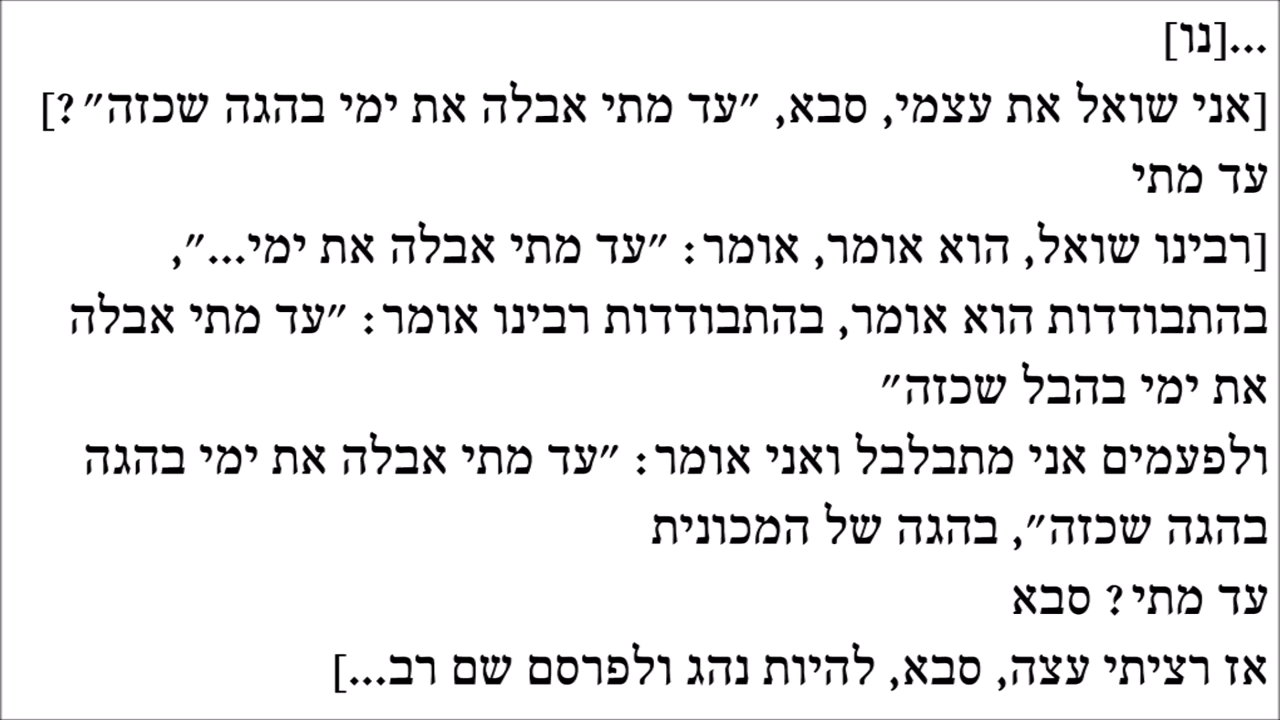 ...[נו]
[אני שואל את עצמי, סבא, "עד מתי אבלה את ימי בהגה שכזה"?]
עד מתי
[רבינו שואל, הוא אומר, אומר: "עד מתי אבלה את ימי...",
בהתבודדות הוא אומר, בהתבודדות רבינו אומר: "עד מתי אבלה
את ימי בהבל שכזה"
ולפעמים אני מתבלבל ואני אומר: "עד מתי אבלה את ימי בהגה
בהגה שכזה", בהגה של המכונית
עד מתי? סבא
אז רציתי עצה, סבא, להיות נהג ולפרסם שם רב...]